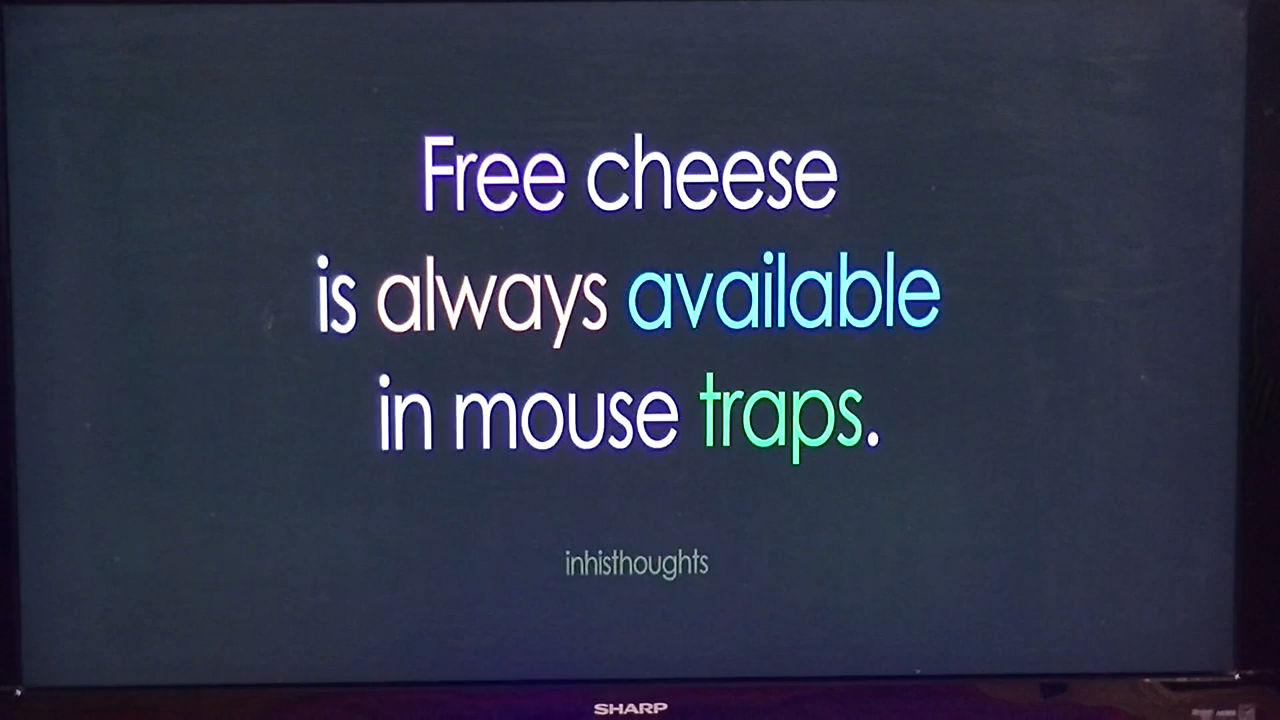 Free cheese
is always available
in mouse traps.
inhisthoughts
SHARP